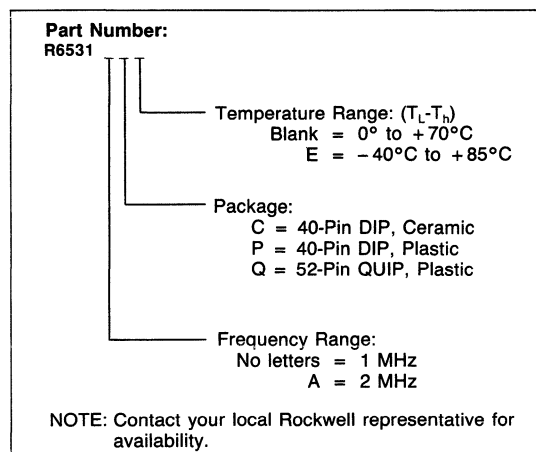 Part Number:
R6531 _ _ _
Temperature Range: (TL-Th)
Blank = 0° to +70°C
E = −40°C to +85°C
Package:
C = 40-Pin DIP, Ceramic
P = 40-Pin DIP, Plastic
Q = 52-Pin QUIP, Plastic
Frequency Range:
No letters = 1 MHz
A = 2 MHz
NOTE: Contact your local Rockwell representative for
availability.